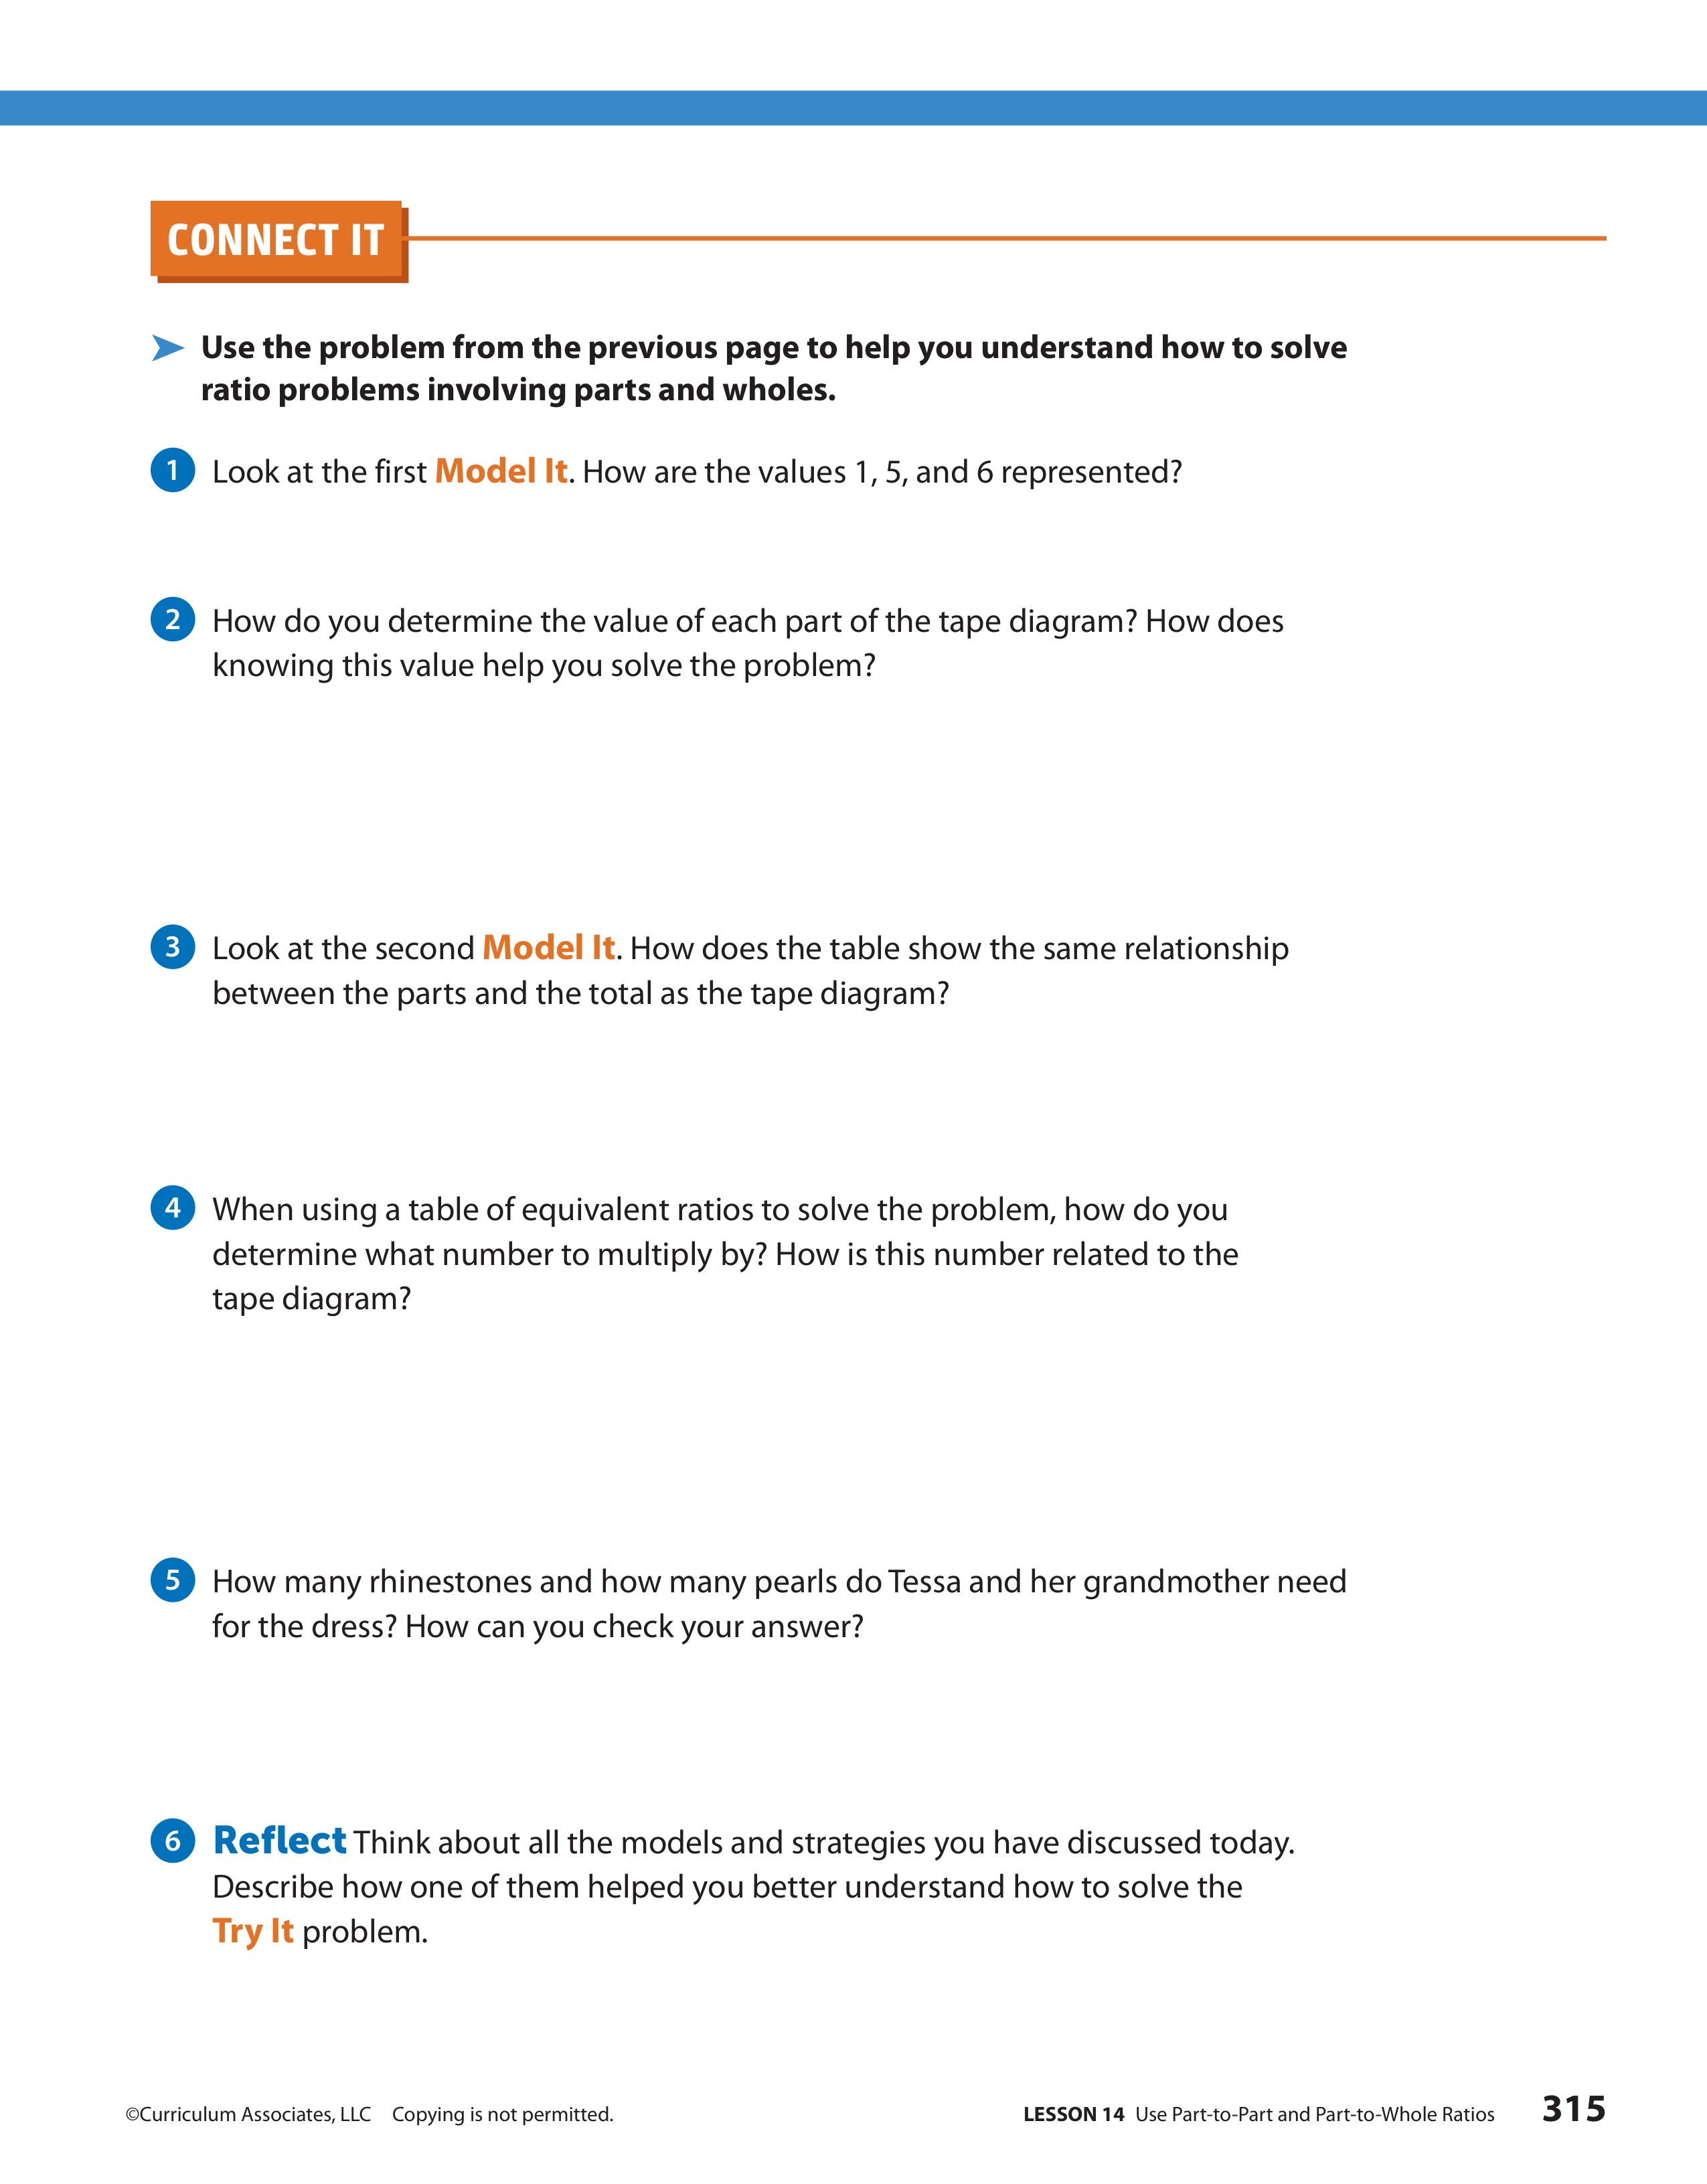 CONNECT IT
Use the problem from the previous page to help you understand how to solve
ratio problems involving parts and wholes.
1 Look at the first Model It. How are the values 1, 5, and 6 represented?
2 How do you determine the value of each part of the tape diagram? How does
knowing this value help you solve the problem?
3 Look at the second Model It. How does the table show the same relationship
between the parts and the total as the tape diagram?
4 When using a table of equivalent ratios to solve the problem, how do you
determine what number to multiply by? How is this number related to the
tape diagram?
5 How many rhinestones and how many pearls do Tessa and her grandmother need
for the dress? How can you check your answer?
6 Reflect Think about all the models and strategies you have discussed today.
Describe how one of them helped you better understand how to solve the
Try It problem.
©Curriculum Associates, LLC Copying is not permitted. LESSON 14 Use Part-to-Part and Part-to-Whole Ratios 315